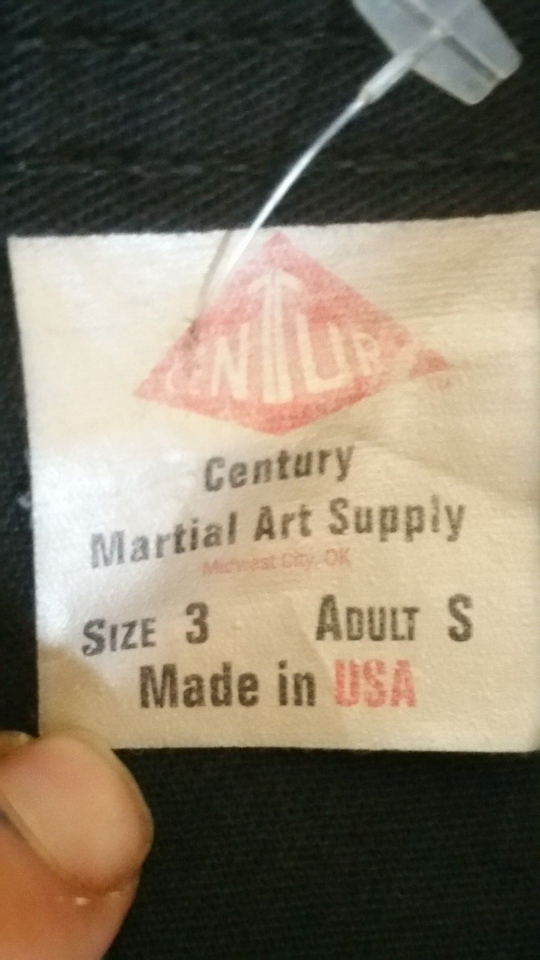 CENTURY
Century
Martial Art Supply
Midwest City, OK
SIZE 3 ADULT S
Made in USA